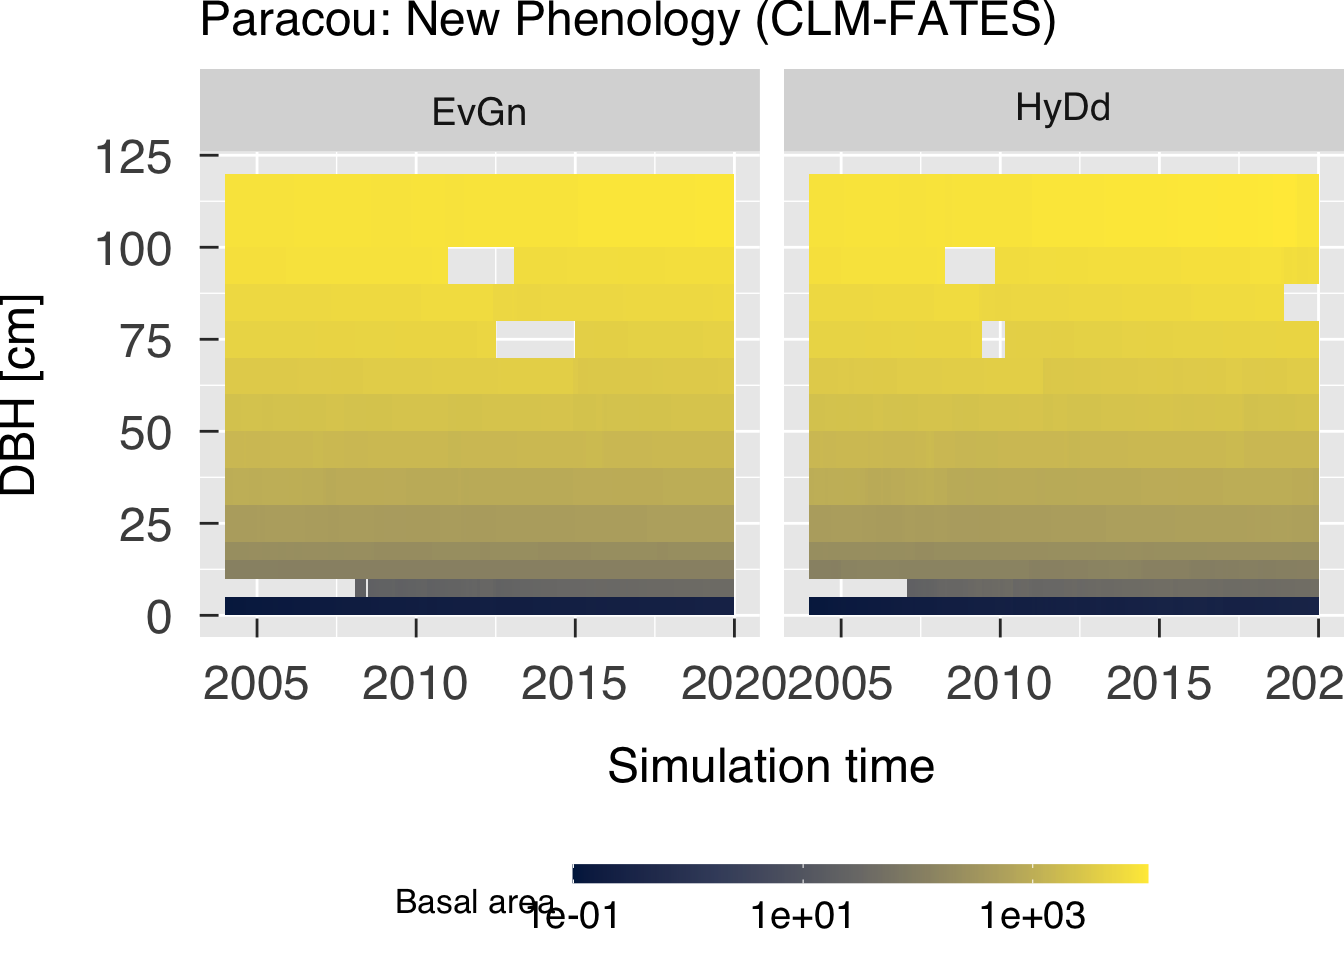 Paracou: New Phenology (CLM-FATES)
EvGn
HyDd
125
100
75
50
25
0
DBH [cm]
2005 2010 2015 2020
2005 2010 2015 202
Simulation time
Basal area
1e-01 1e+01 1e+03